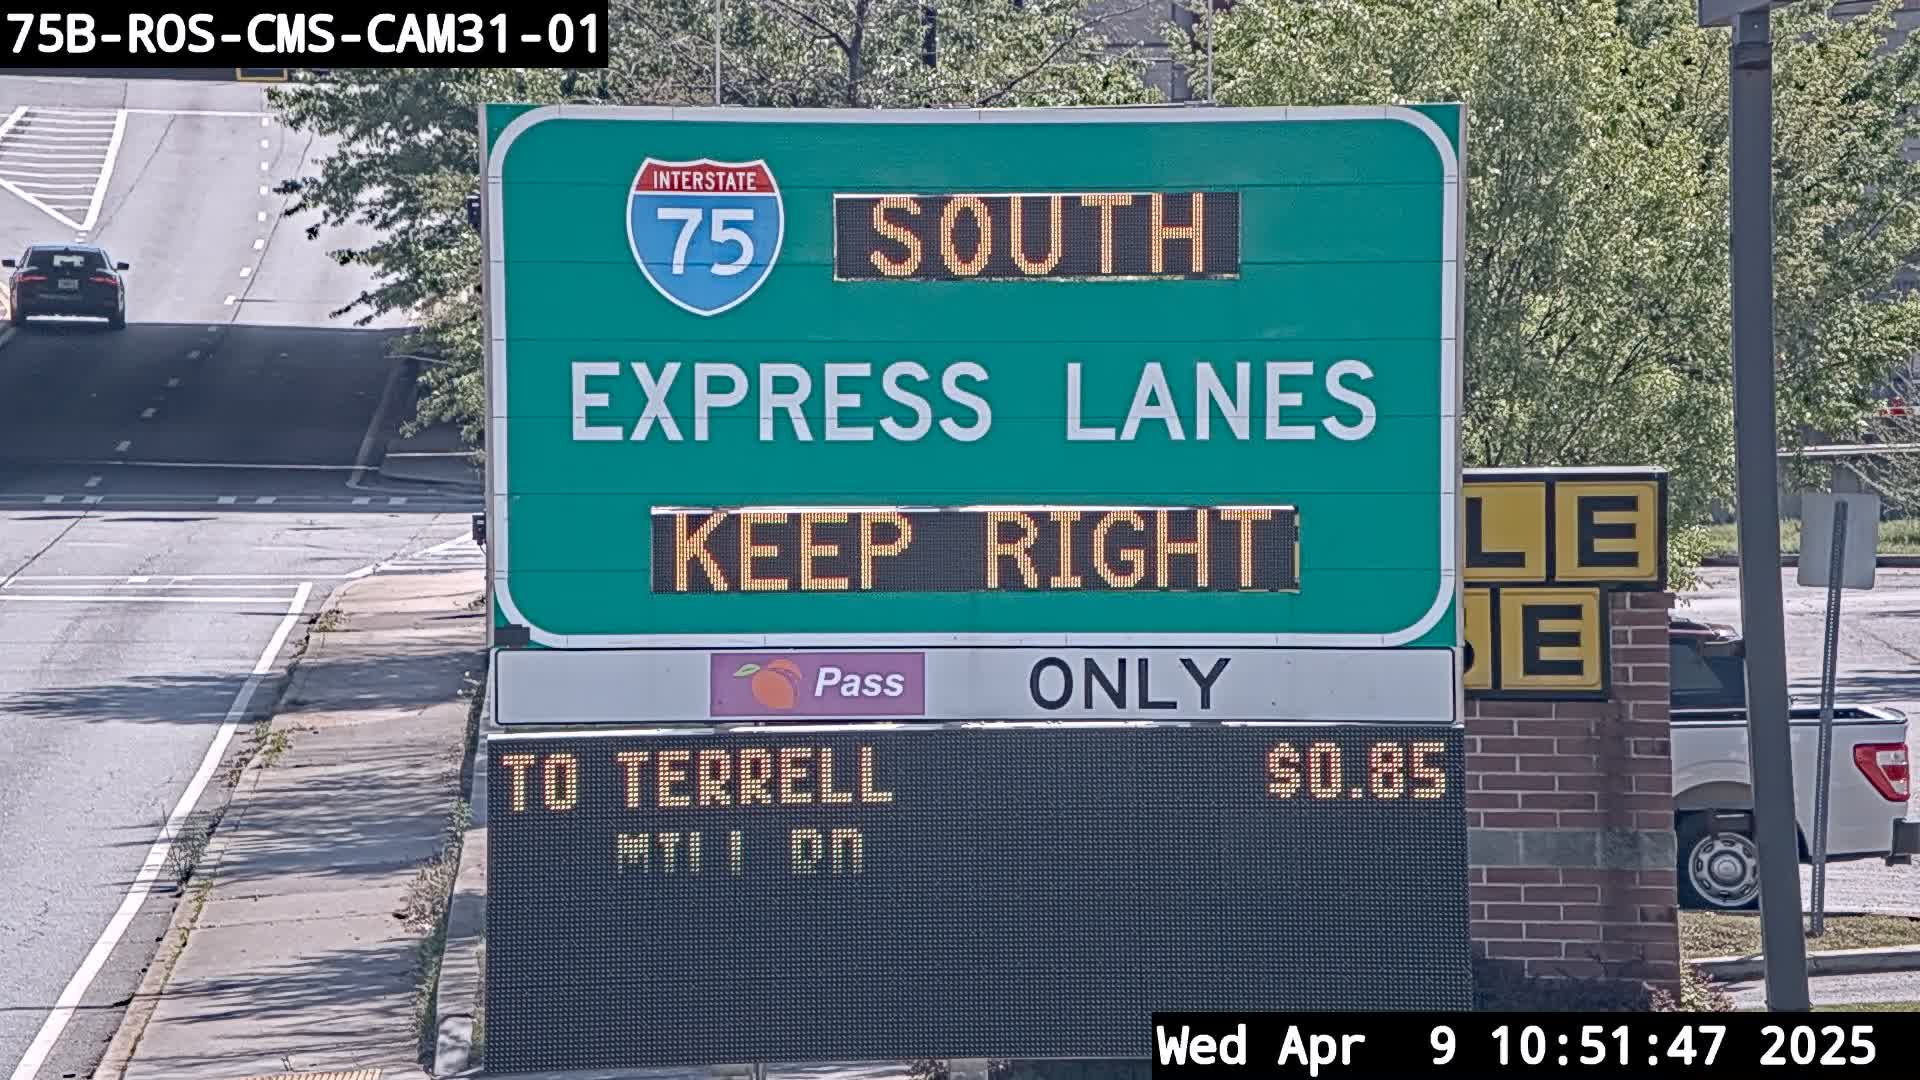 75B-ROS-CMS-CAM31-01
INTERSTATE
75
SOUTH
EXPRESS LANES
KEEP RIGHT
Pass ONLY
TO TERRELL $0.85
LE
E
Wed Apr 9 10:51:47 2025